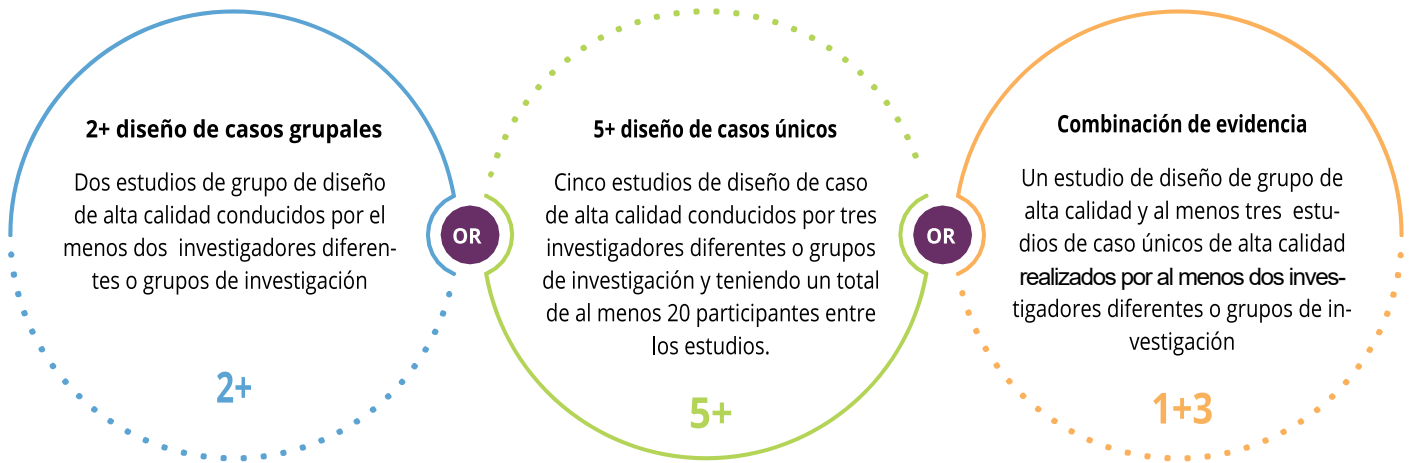 2+ diseño de casos grupales
Dos estudios de grupo de diseño
de alta calidad conducidos por el
menos dos investigadores diferen-
tes o grupos de investigación
2+
OR
5+ diseño de casos únicos
Cinco estudios de diseño de caso
de alta calidad conducidos por tres
investigadores diferentes o grupos
de investigación y teniendo un total
de al menos 20 participantes entre
los estudios.
5+
OR
Combinación de evidencia
Un estudio de diseño de grupo de
alta calidad y al menos tres estu-
dios de caso únicos de alta calidad
realizados por al menos dos inves-
tigadores diferentes o grupos de in-
vestigación
1+3